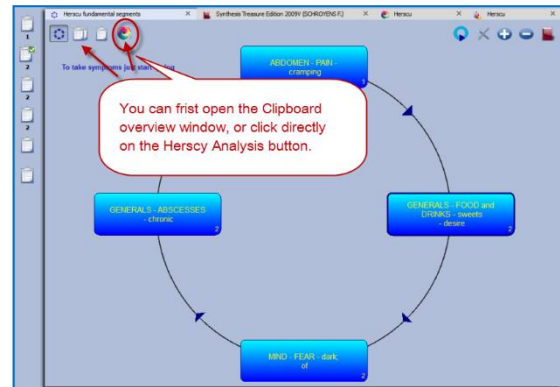 Herscu fundamental segments
Synthesis Treasure Edition 2009V (SCHROYENS F.)
Herscu
Herscu
1
2
2
2
To take symptoms just start
You can frist open the Clipboard
overview window, or click directly
on the Herscy Analysis button.
ABDOMEN - PAIN -
cramping
GENERALS - ABSCESSES
- chronic
2
GENERALS - FOOD and
DRINKS - sweets
- desire
2
MIND - FEAR - dark;
of
2